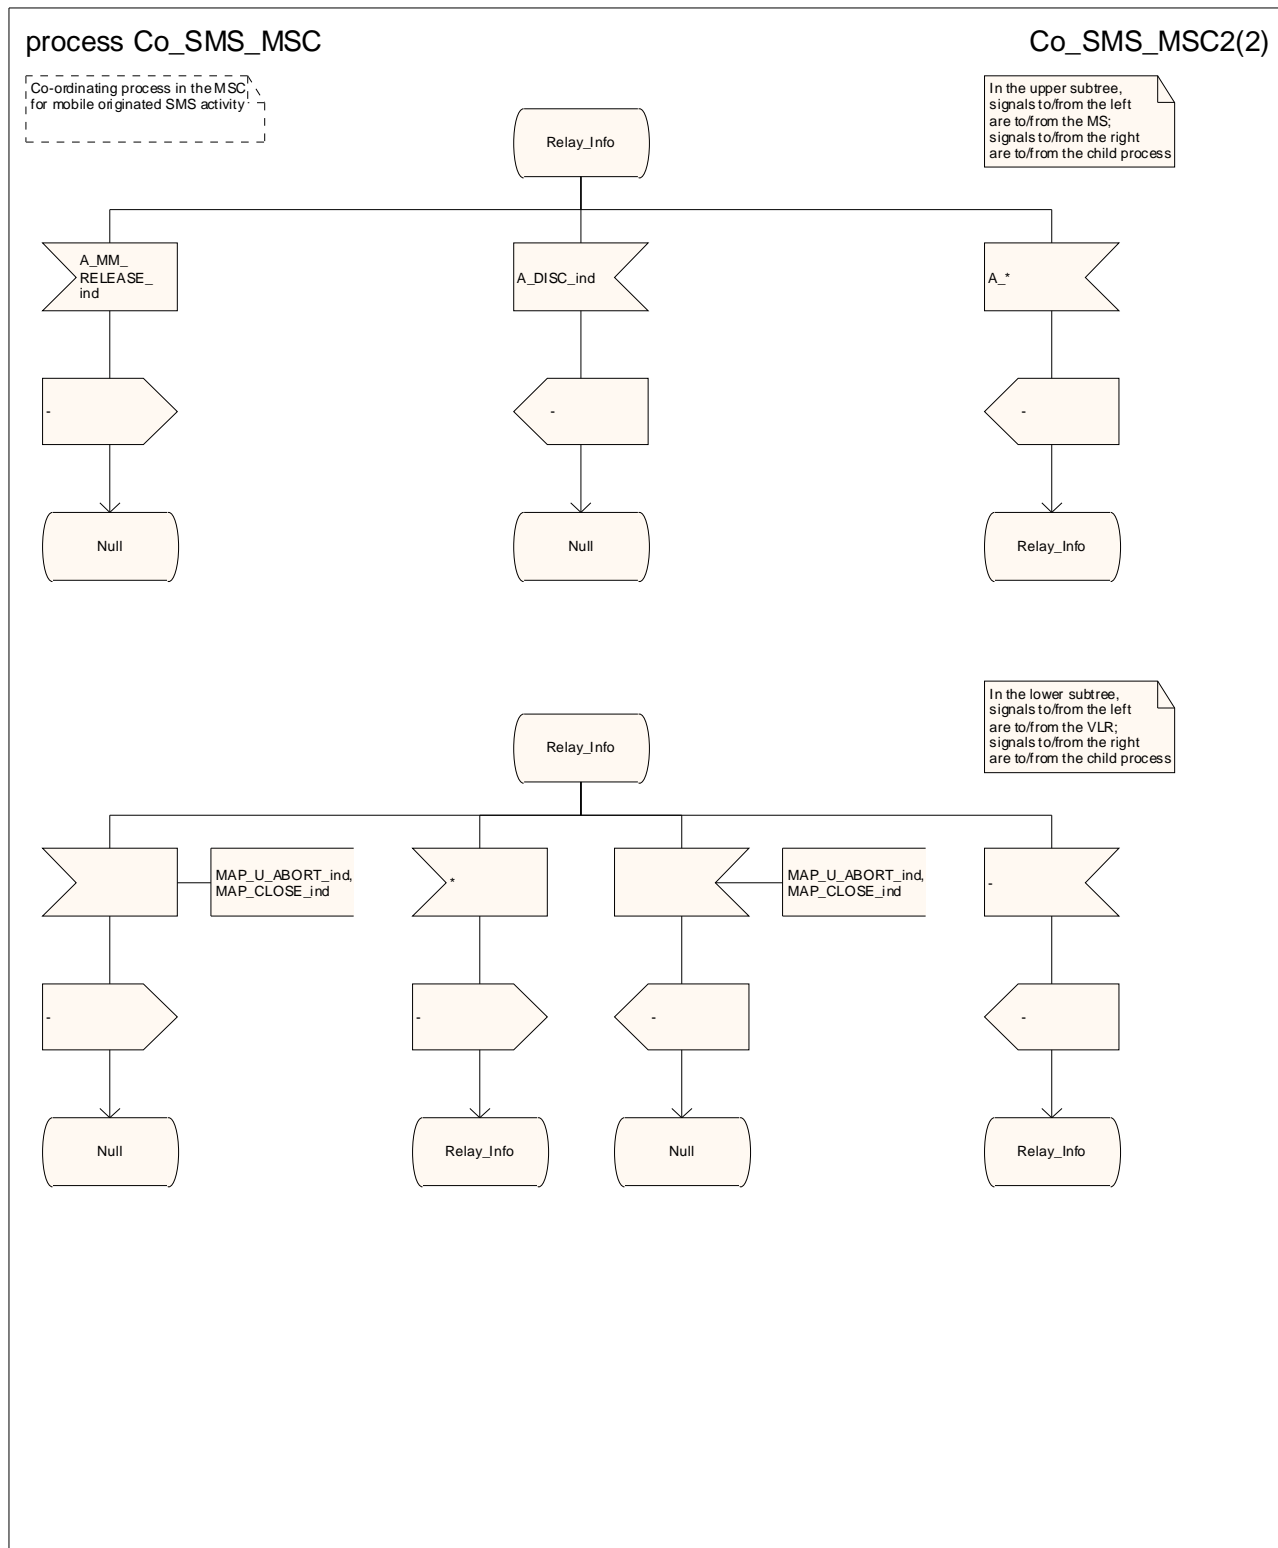 process Co_SMS_MSC
Co_SMS_MSC2(2)
Co-ordinating process in the MSC
for mobile originated SMS activity
In the upper subtree,
signals to/from the left
are to/from the MS;
signals to/from the right
are to/from the child process
Relay_Info
A_MM_
RELEASE_
ind
A_DISC_ind
A_*
-
-
-
Null
Null
Relay_Info
In the lower subtree,
signals to/from the left
are to/from the VLR;
signals to/from the right
are to/from the child process
Relay_Info
MAP_U_ABORT_ind,
MAP_CLOSE_ind
*
MAP_U_ABORT_ind,
MAP_CLOSE_ind
-
-
-
-
-
Null
Relay_Info
Null
Relay_Info